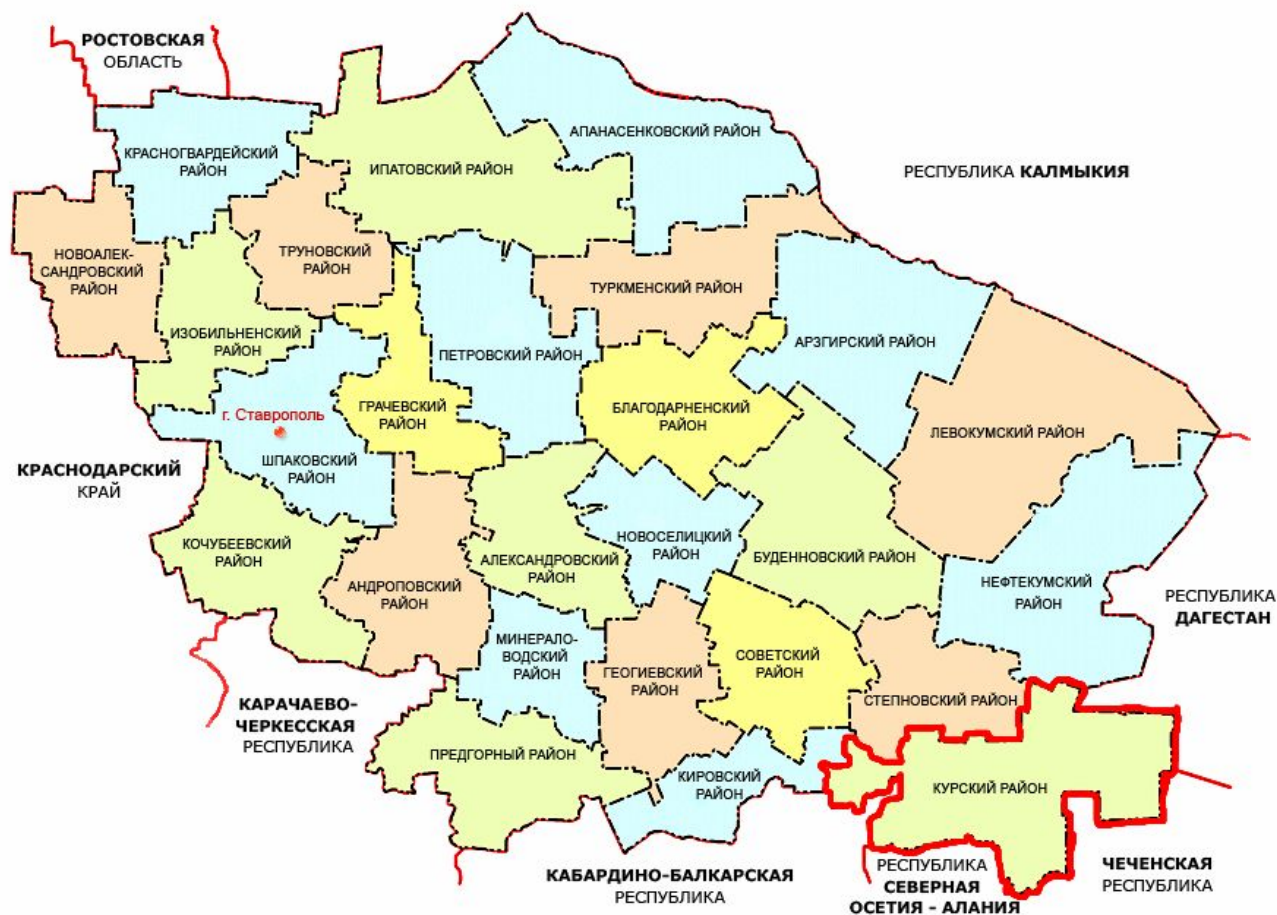 РОСТОВСКАЯ
ОБЛАСТЬ
АПАНАСЕНКОВСКИЙ РАЙОН
КРАСНОГВАРДЕЙСКИЙ
РАЙОН
ИПАТОВСКИЙ РАЙОН
РЕСПУБЛИКА КАЛМЫКИЯ
НОВОАЛЕК-
САНДРОВСКИЙ
РАЙОН
ТРУНОВСКИЙ
РАЙОН
ТУРКМЕНСКИЙ РАЙОН
ИЗОБИЛЬНЕНСКИЙ
РАЙОН
ПЕТРОВСКИЙ РАЙОН
АРЗГИРСКИЙ РАЙОН
ГРАЧЕВСКИЙ
РАЙОН
БЛАГОДАРНЕНСКИЙ
РАЙОН
г. Ставрополь
ЛЕВОКУМСКИЙ РАЙОН
ШПАКОВСКИЙ
РАЙОН
КРАСНОДАРСКИЙ
КРАЙ
КОЧУБЕЕВСКИЙ
РАЙОН
АНДРОПОВСКИЙ
РАЙОН
АЛЕКСАНДРОВСКИЙ
РАЙОН
НОВОСЕЛИЦКИЙ
РАЙОН
БУДЕННОВСКИЙ РАЙОН
НЕФТЕКУМСКИЙ
РАЙОН
РЕСПУБЛИКА
ДАГЕСТАН
МИНЕРАЛО-
ВОДСКИЙ
РАЙОН
ГЕОГИЕВСКИЙ
РАЙОН
СОВЕТСКИЙ
РАЙОН
СТЕПНОВСКИЙ РАЙОН
КАРАЧАЕВО-
ЧЕРКЕССКАЯ
РЕСПУБЛИКА
ПРЕДГОРНЫЙ РАЙОН
КИРОВСКИЙ
РАЙОН
КУРСКИЙ РАЙОН
КАБАРДИНО-БАЛКАРСКАЯ
РЕСПУБЛИКА
РЕСПУБЛИКА
СЕВЕРНАЯ
ОСЕТИЯ - АЛАНИЯ
ЧЕЧЕНСКАЯ
РЕСПУБЛИКА